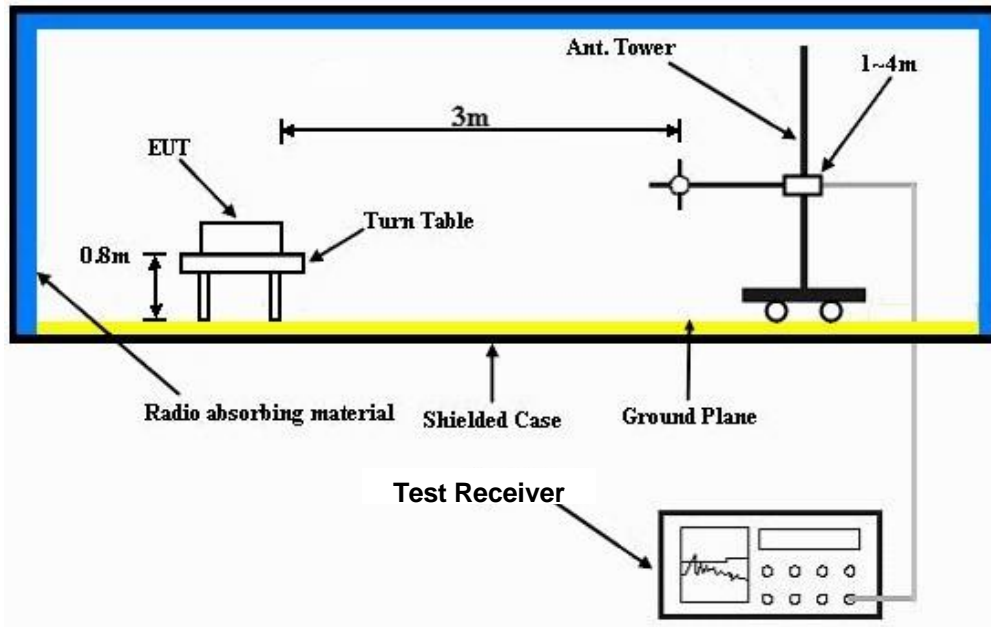 Ant. Tower
1~4m
3m
EUT
Turn Table
0.8m
Radio absorbing material
Shielded Case
Ground Plane
Test Receiver